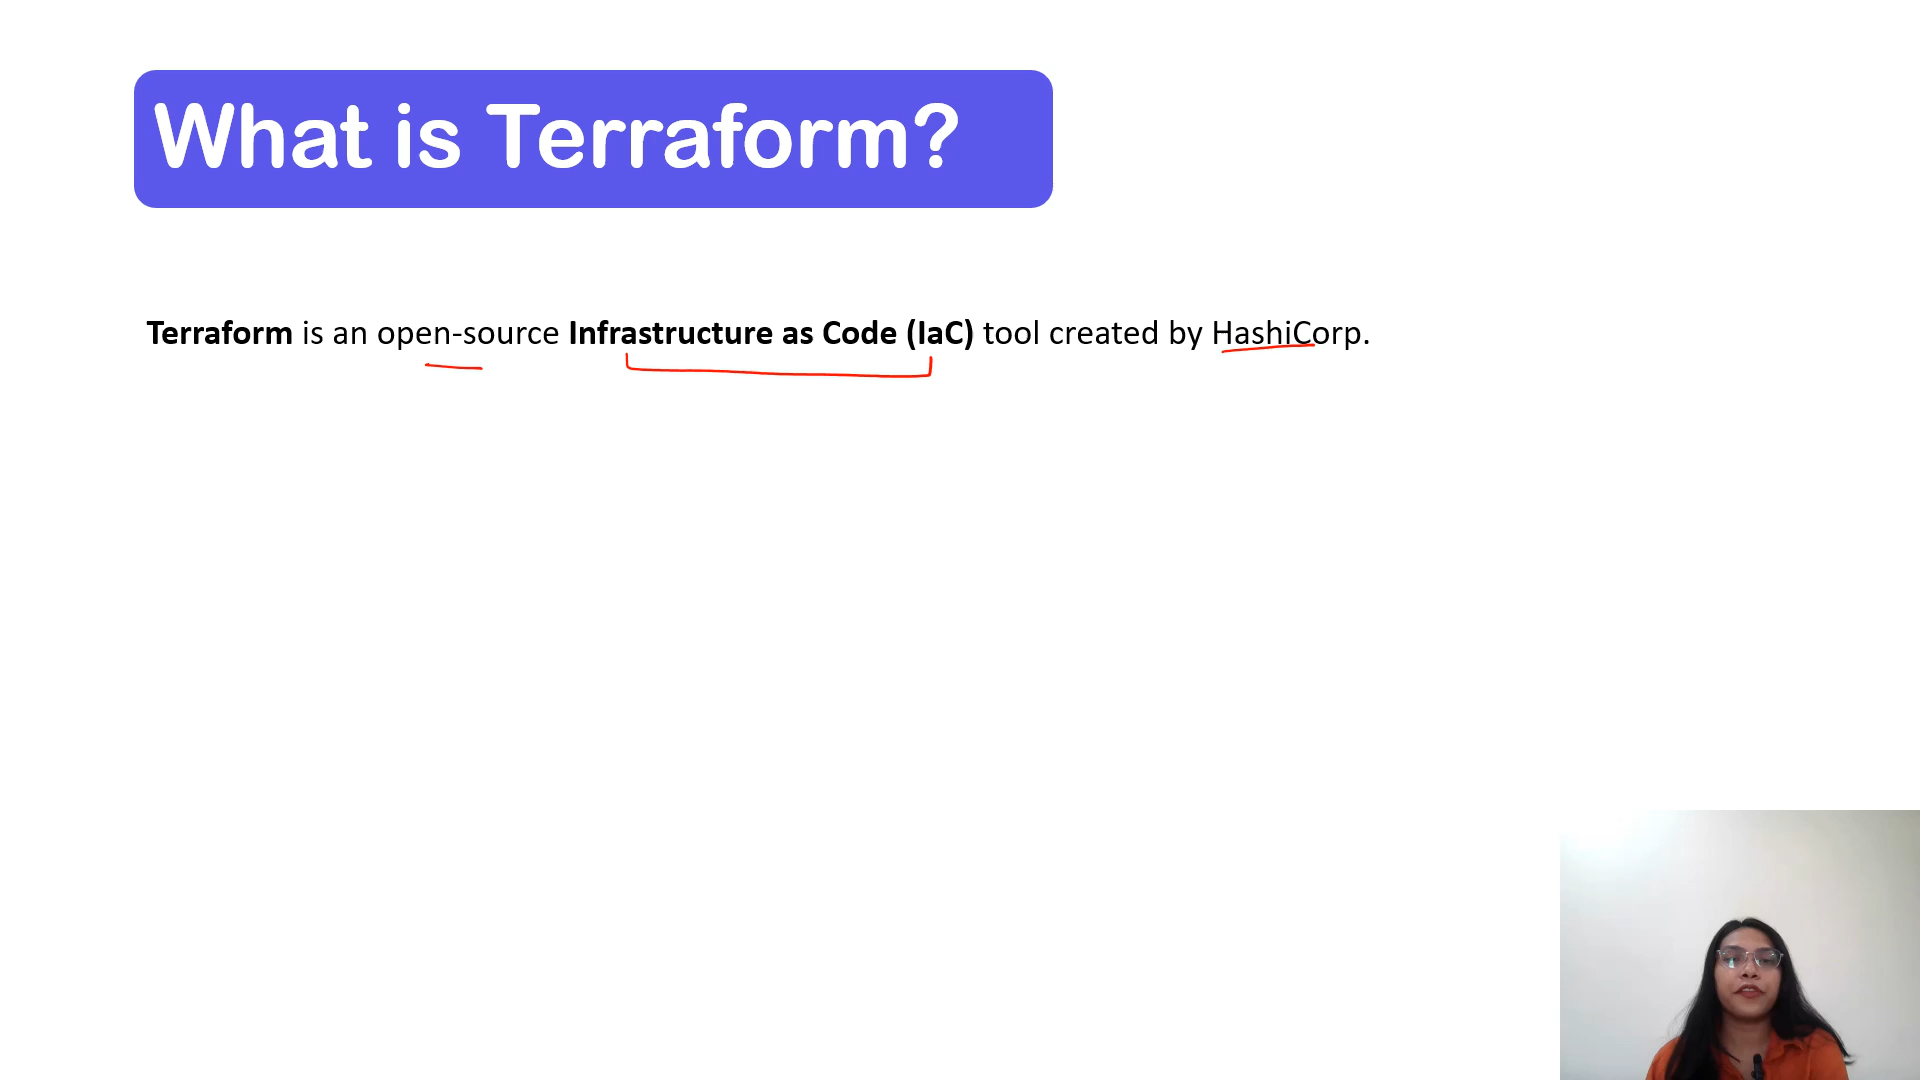 What is Terraform?
Terraform is an open-source Infrastructure as Code (IaC) tool created by HashiCorp.